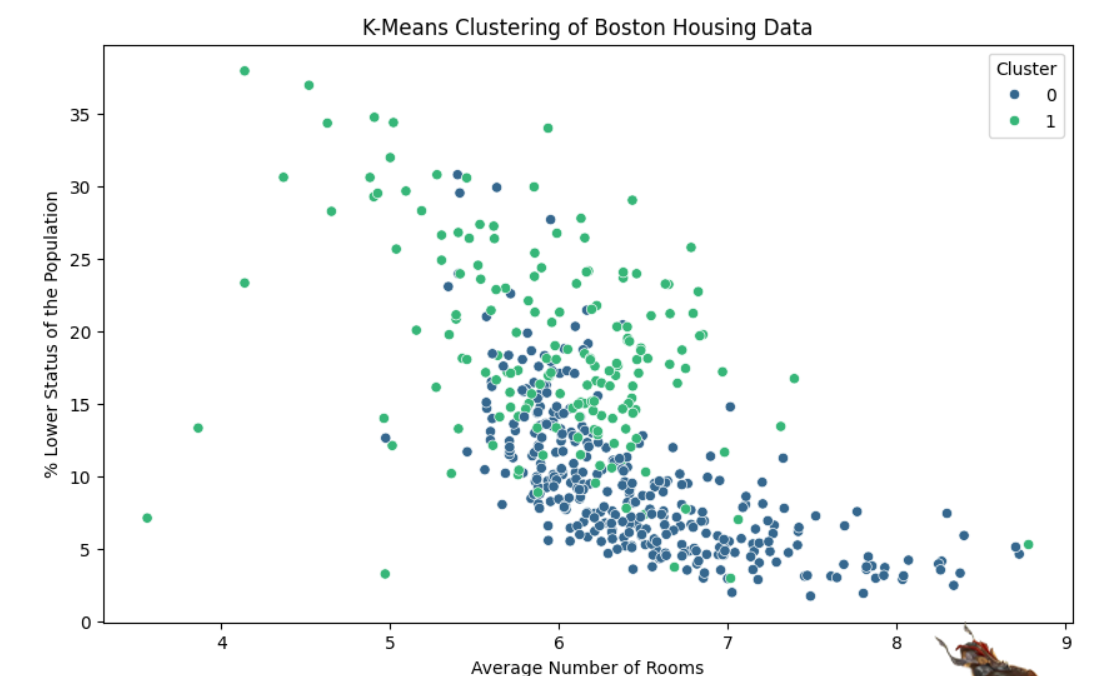 K-Means Clustering of Boston Housing Data
Cluster
0
1
% Lower Status of the Population
35
30
25
20
15
10
5
0
4 5 6 7 8 9
Average Number of Rooms